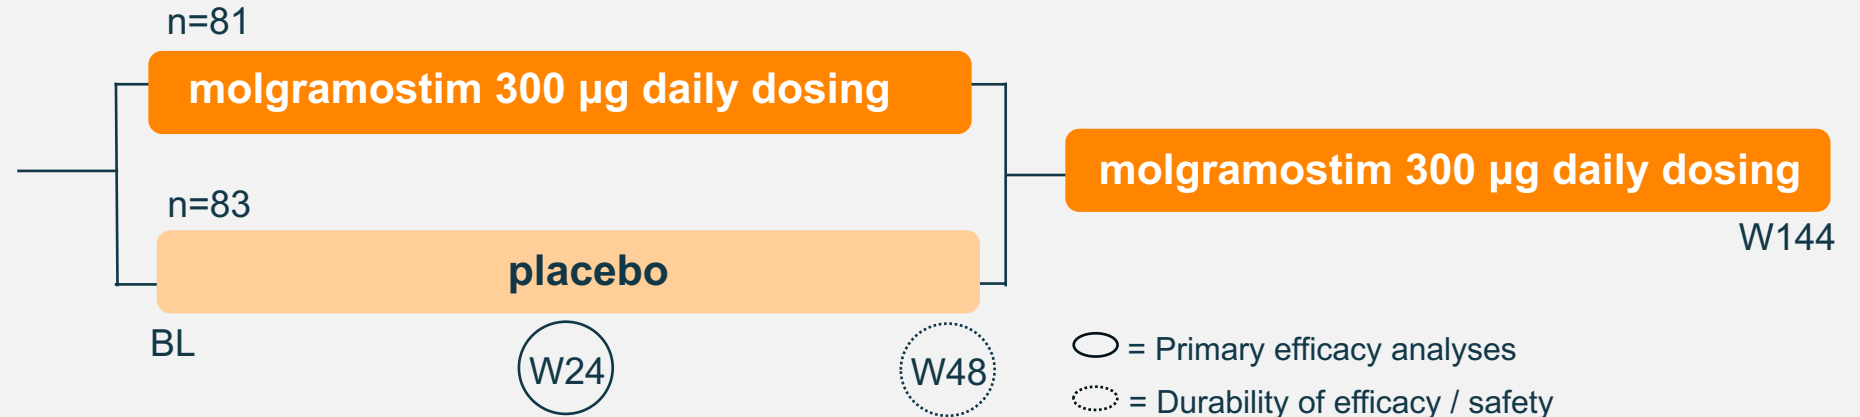 n=81
molgramostim 300 µg daily dosing
molgramostim 300 µg daily dosing
n=83
W144
placebo
BL
W24
W48
= Primary efficacy analyses
= Durability of efficacy / safety